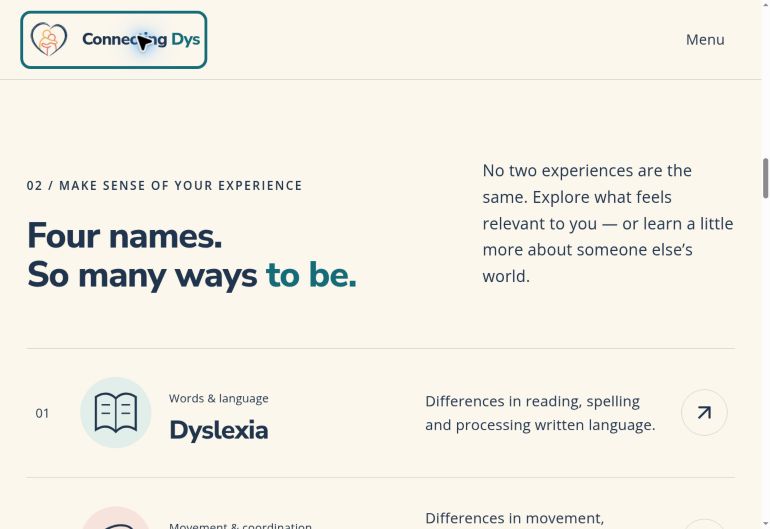 Connecting Dys
Menu
02 / MAKE SENSE OF YOUR EXPERIENCE
Four names.
So many ways to be.
No two experiences are the
same. Explore what feels
relevant to you — or learn a little
more about someone else’s
world.
01
Words & language
Dyslexia
Differences in reading, spelling
and processing written language.
Movement & coordination
Differences in movement,